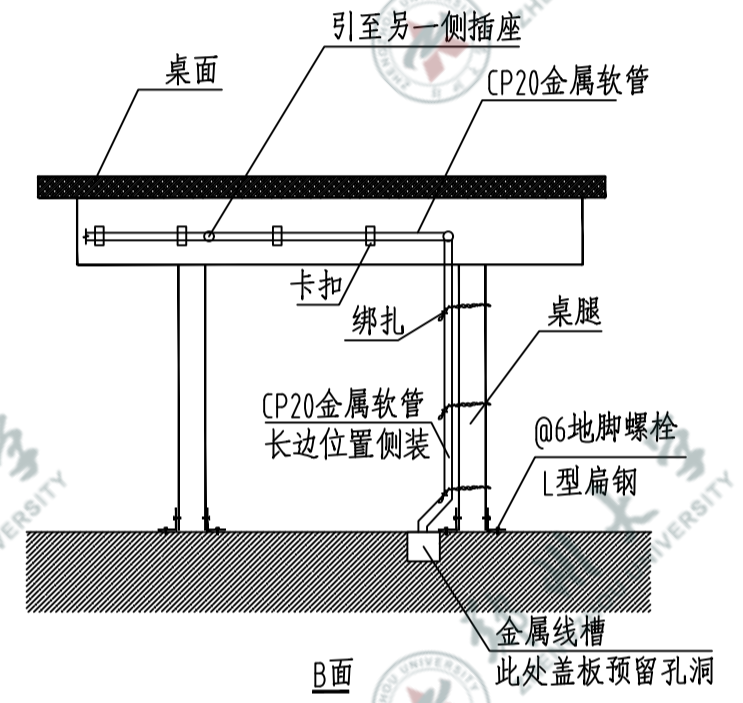 引至另一侧插座
桌面
CP20金属软管
卡扣
绑扎
桌腿
CP20金属软管
长边位置侧装
@6地脚螺栓
L型扁钢
金属线槽
此处盖板预留孔洞
B面